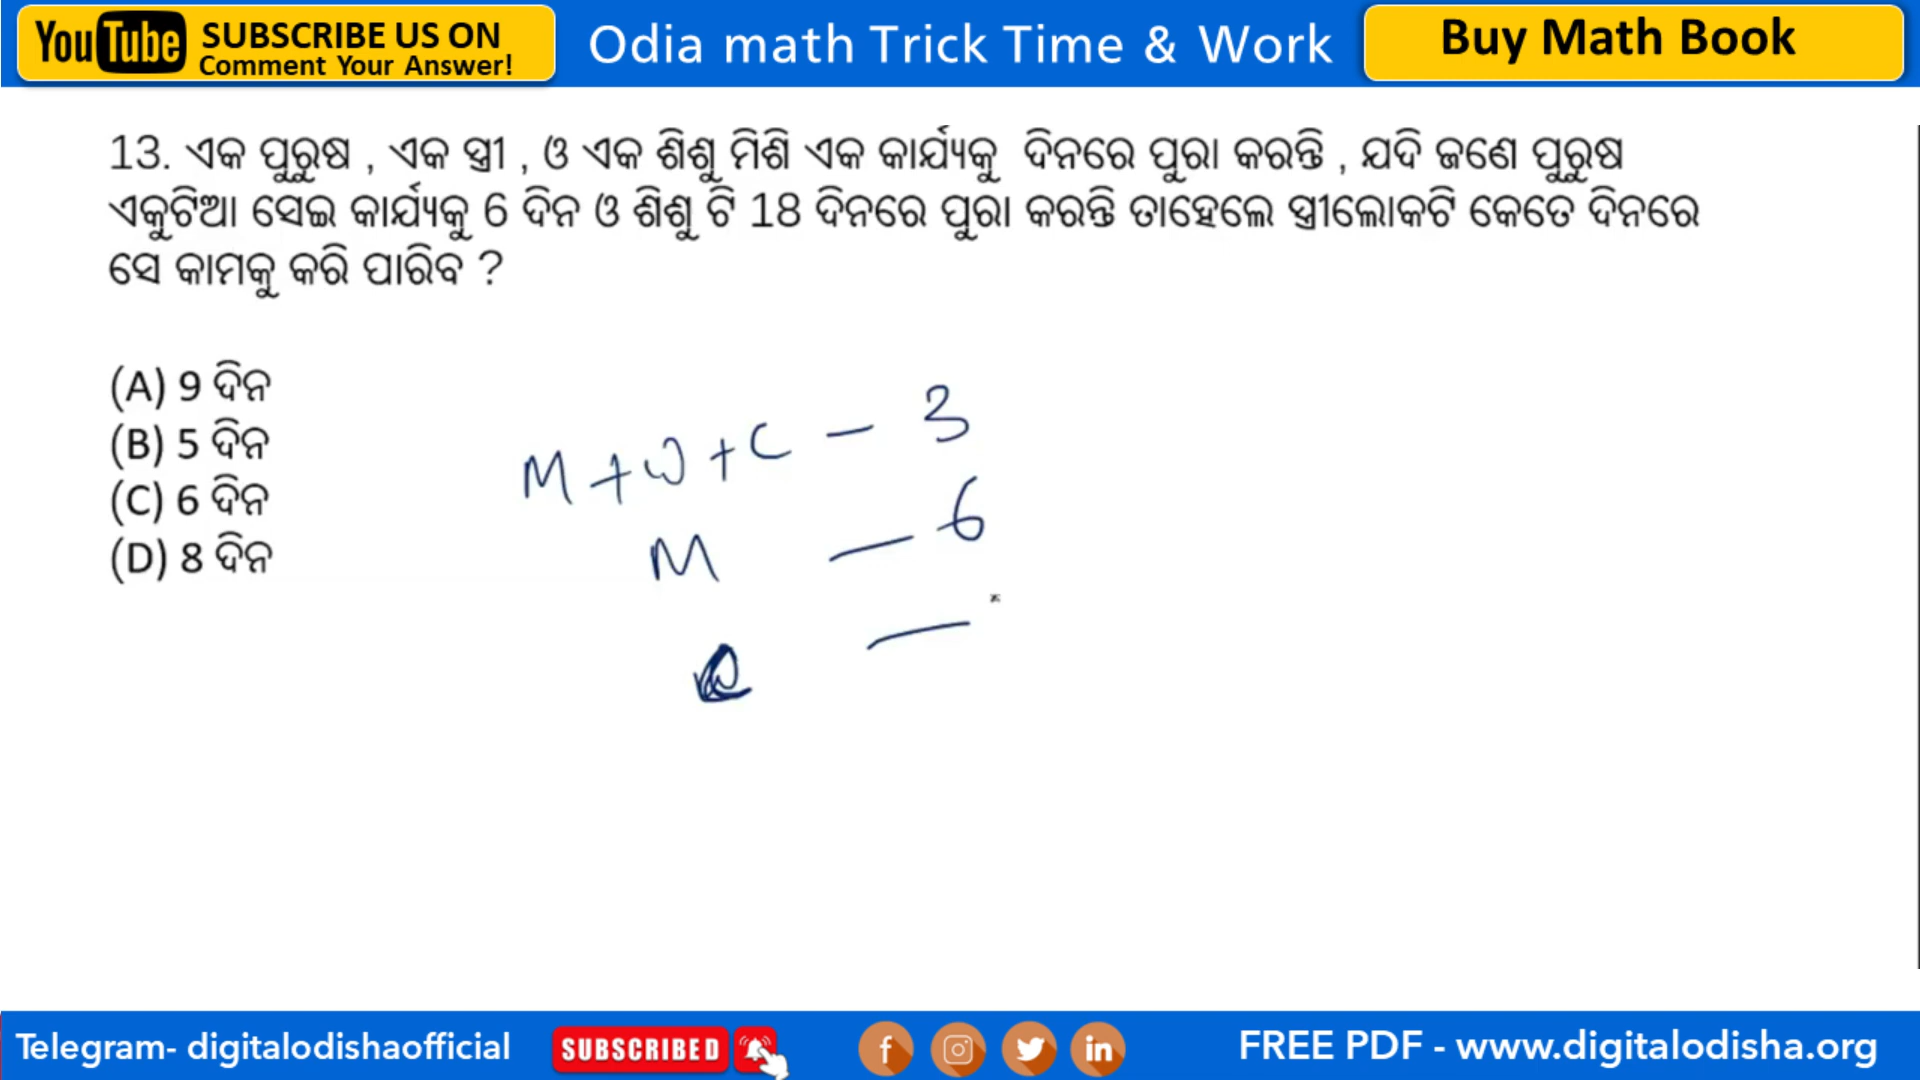 YouTube SUBSCRIBE US ON
Comment Your Answer!
Odia math Trick Time & Work
Buy Math Book
13. ଏକ ପୁରୁଷ , ଏକ ସ୍ତ୍ରୀ , ଓ ଏକ ଶିଶୁ ମିଶି ଏକ କାର୍ଯ୍ୟକୁ ଦିନରେ ପୁରା କରନ୍ତି , ଯଦି ଜଣେ ପୁରୁଷ
ଏକୁଟିଆ ସେଇ କାର୍ଯ୍ୟକୁ 6 ଦିନ ଓ ଶିଶୁ ଟି 18 ଦିନରେ ପୁରା କରନ୍ତି ତାହେଲେ ସ୍ତ୍ରୀଲୋକଟି କେତେ ଦିନରେ
ସେ କାମକୁ କରି ପାରିବ ?
(A) 9 ଦିନ
(B) 5 ଦିନ
(C) 6 ଦିନ
(D) 8 ଦିନ
M + W + C — 3
M — 6
Telegram- digitalodishaofficial
SUBSCRIBED
FREE PDF - www.digitalodisha.org